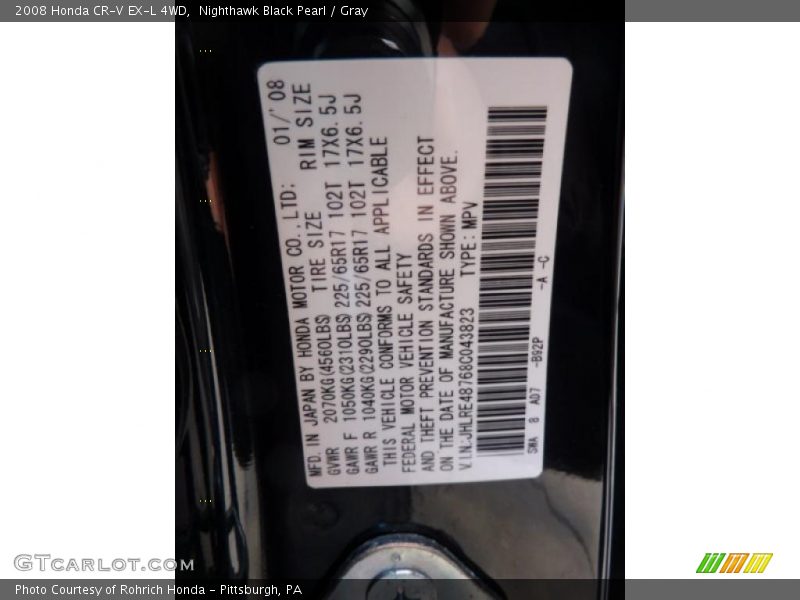 2008 Honda CR-V EX-L 4WD,  Nighthawk Black Pearl / Gray
MFD. IN JAPAN BY HONDA MOTOR CO., LTD: 01/'08
GVWR 2070KG(4560LBS) TIRE SIZE RIM SIZE
GAWR F 1050KG(2310LBS) 225/65R17 102T 17X6. 5J
GAWR R 1040KG(2290LBS) 225/65R17 102T 17X6. 5J
THIS VEHICLE CONFORMS TO ALL APPLICABLE
FEDERAL MOTOR VEHICLE SAFETY
AND THEFT PREVENTION STANDARDS IN EFFECT
ON THE DATE OF MANUFACTURE SHOWN ABOVE.
V.I.N.:JHLRE48768C043823 TYPE: MPV
SWA B A07 -B92P -A -C
GTCarlot.com
Photo Courtesy of Rohrich Honda - Pittsburgh, PA